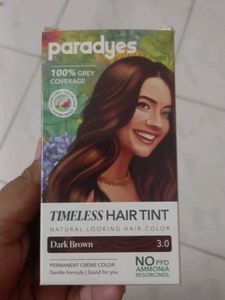 paradyes
100% GREY
COVERAGE
TIMELESS HAIR TINT
NATURAL LOOKING HAIR COLOR
Dark Brown 3.0
PERMANENT CRÈME COLOR
Gentle formula | Good for you.
NO PPD
AMMONIA
RESORCINOL